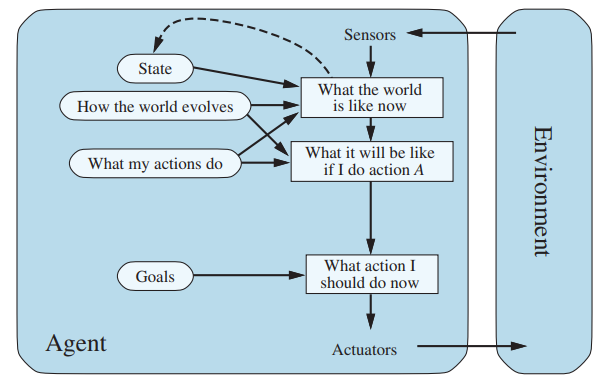 Sensors
State
What the world
is like now
How the world evolves
What it will be like
if I do action A
What my actions do
Environment
What action I
should do now
Goals
Agent
Actuators